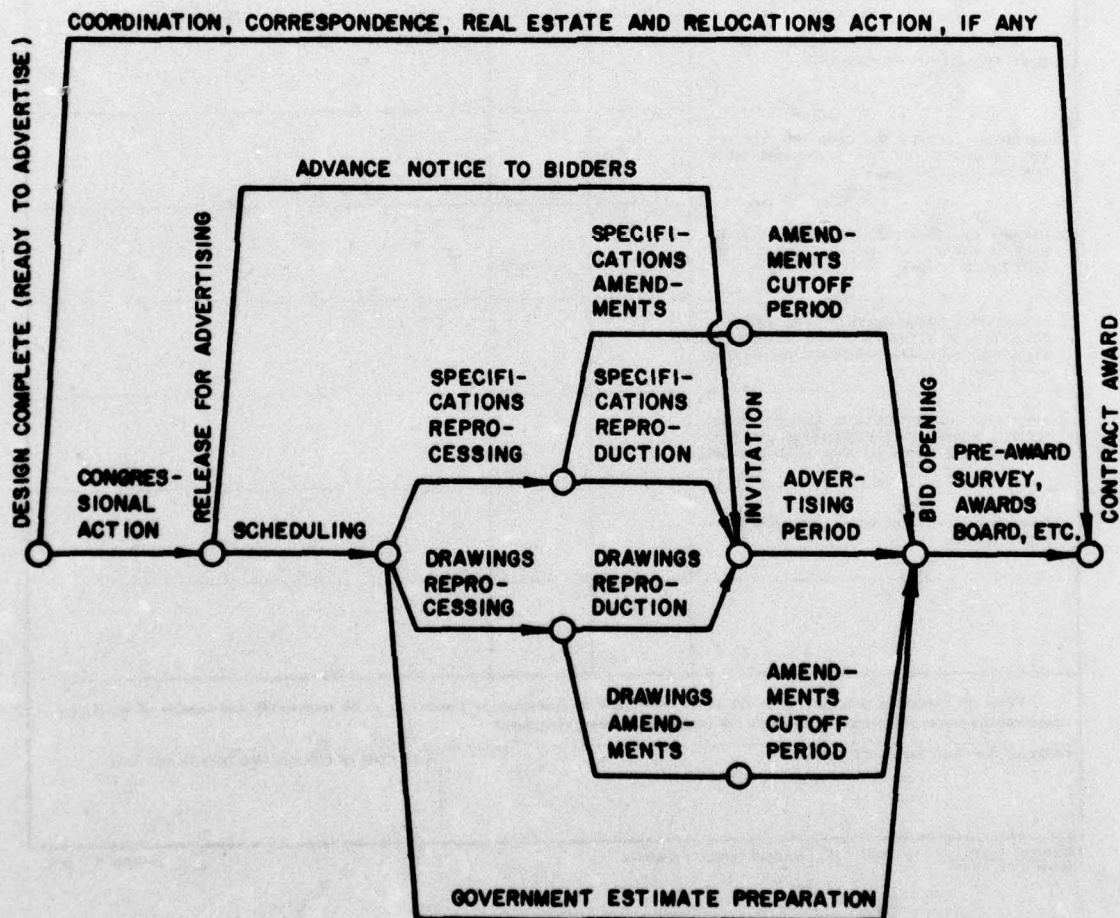 COORDINATION, CORRESPONDENCE, REAL ESTATE AND RELOCATIONS ACTION, IF ANY
DESIGN COMPLETE (READY TO ADVERTISE)
ADVANCE NOTICE TO BIDDERS
RELEASE FOR ADVERTISING
SPECIFI-
CATIONS
AMEND-
MENTS
AMEND-
MENTS
CUTOFF
PERIOD
SPECIFI-
CATIONS
REPRO-
CESSING
SPECIFI-
CATIONS
REPRO-
DUCTION
INVITATION
BID OPENING
CONTRACT AWARD
CONGRES-
SIONAL
ACTION
SCHEDULING
ADVER-
TISING
PERIOD
PRE-AWARD
SURVEY,
AWARDS
BOARD, ETC.
DRAWINGS
REPRO-
CESSING
DRAWINGS
REPRO-
DUCTION
DRAWINGS
AMEND-
MENTS
AMEND-
MENTS
CUTOFF
PERIOD
GOVERNMENT ESTIMATE PREPARATION